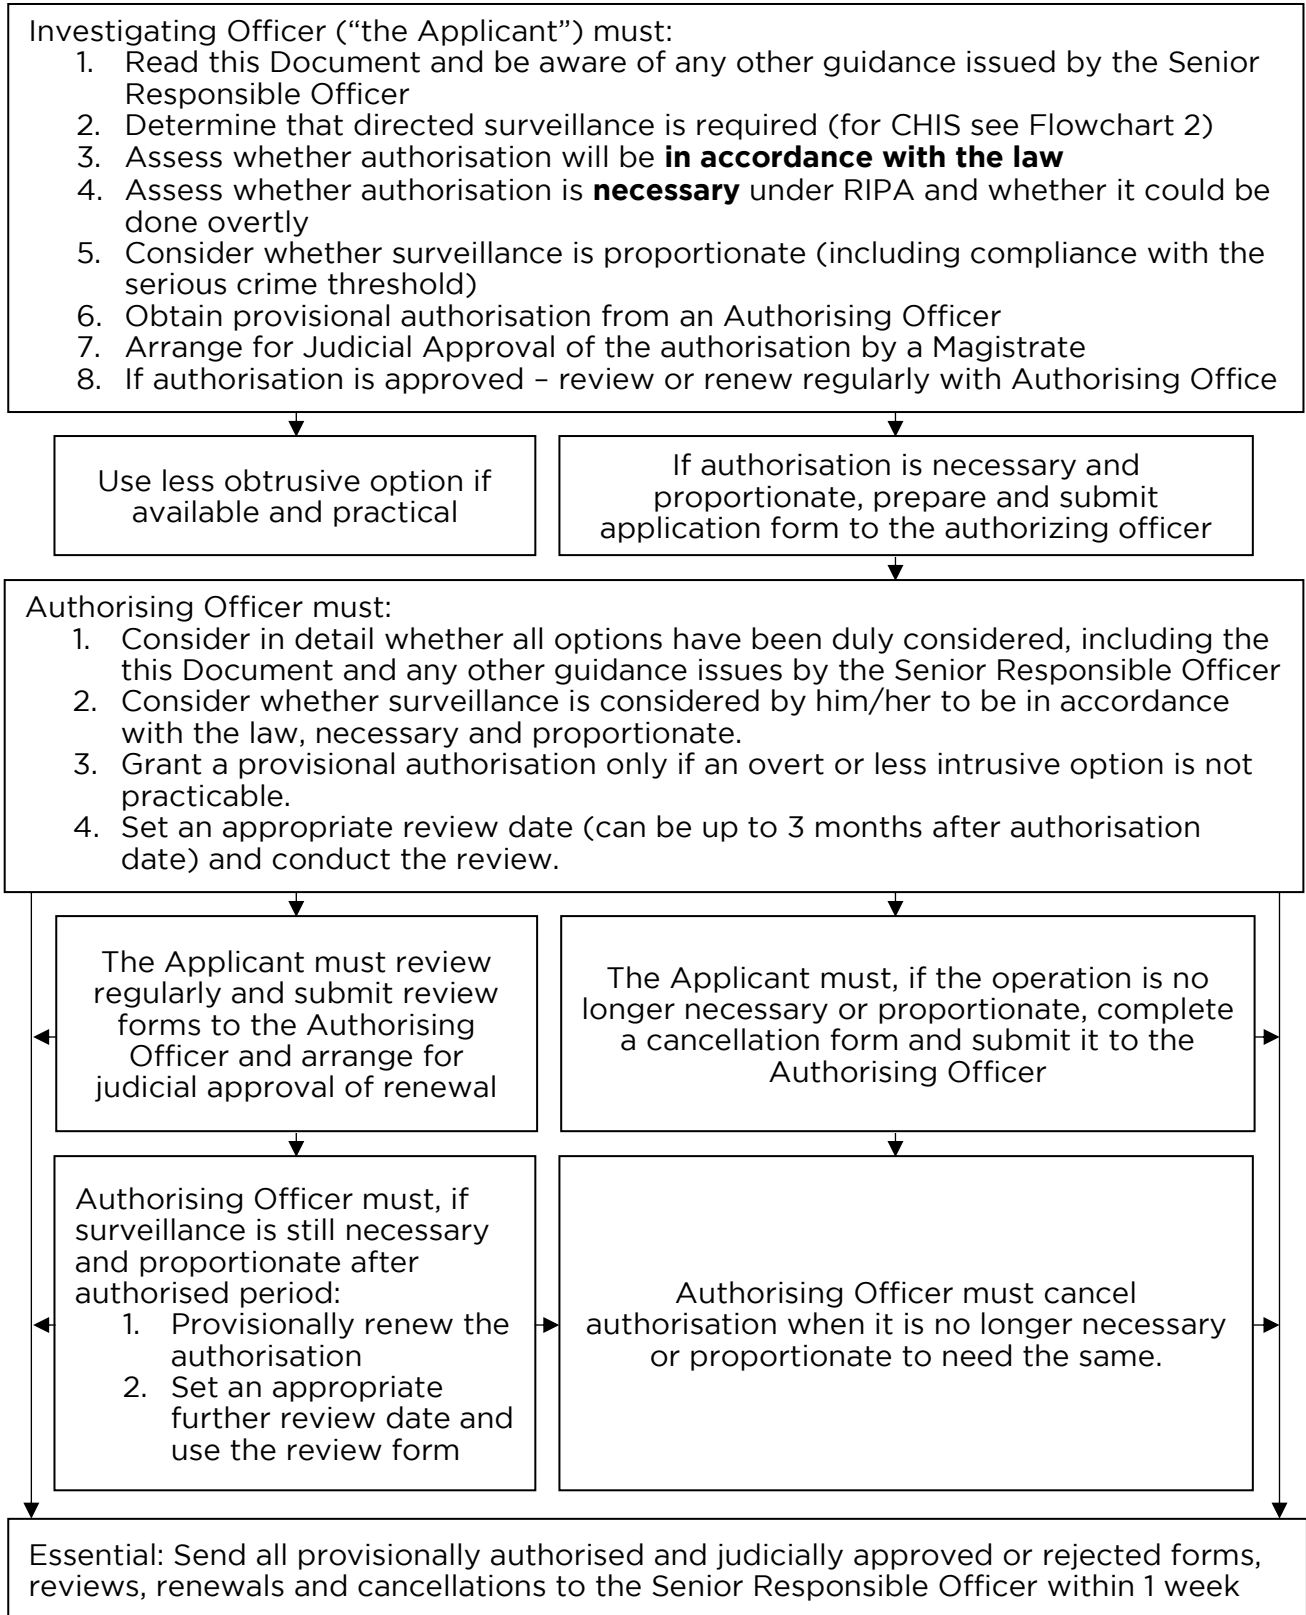 Investigating Officer (“the Applicant”) must:
1. Read this Document and be aware of any other guidance issued by the Senior
Responsible Officer
2. Determine that directed surveillance is required (for CHIS see Flowchart 2)
3. Assess whether authorisation will be in accordance with the law
4. Assess whether authorisation is necessary under RIPA and whether it could be
done overtly
5. Consider whether surveillance is proportionate (including compliance with the
serious crime threshold)
6. Obtain provisional authorisation from an Authorising Officer
7. Arrange for Judicial Approval of the authorisation by a Magistrate
8. If authorisation is approved – review or renew regularly with Authorising Office
Use less obtrusive option if
available and practical
If authorisation is necessary and
proportionate, prepare and submit
application form to the authorizing officer
Authorising Officer must:
1. Consider in detail whether all options have been duly considered, including the
this Document and any other guidance issues by the Senior Responsible Officer
2. Consider whether surveillance is considered by him/her to be in accordance
with the law, necessary and proportionate.
3. Grant a provisional authorisation only if an overt or less intrusive option is not
practicable.
4. Set an appropriate review date (can be up to 3 months after authorisation
date) and conduct the review.
The Applicant must review
regularly and submit review
forms to the Authorising
Officer and arrange for
judicial approval of renewal
The Applicant must, if the operation is no
longer necessary or proportionate, complete
a cancellation form and submit it to the
Authorising Officer
Authorising Officer must, if
surveillance is still necessary
and proportionate after
authorised period:
1. Provisionally renew the
authorisation
2. Set an appropriate
further review date and
use the review form
Authorising Officer must cancel
authorisation when it is no longer necessary
or proportionate to need the same.
Essential: Send all provisionally authorised and judicially approved or rejected forms,
reviews, renewals and cancellations to the Senior Responsible Officer within 1 week